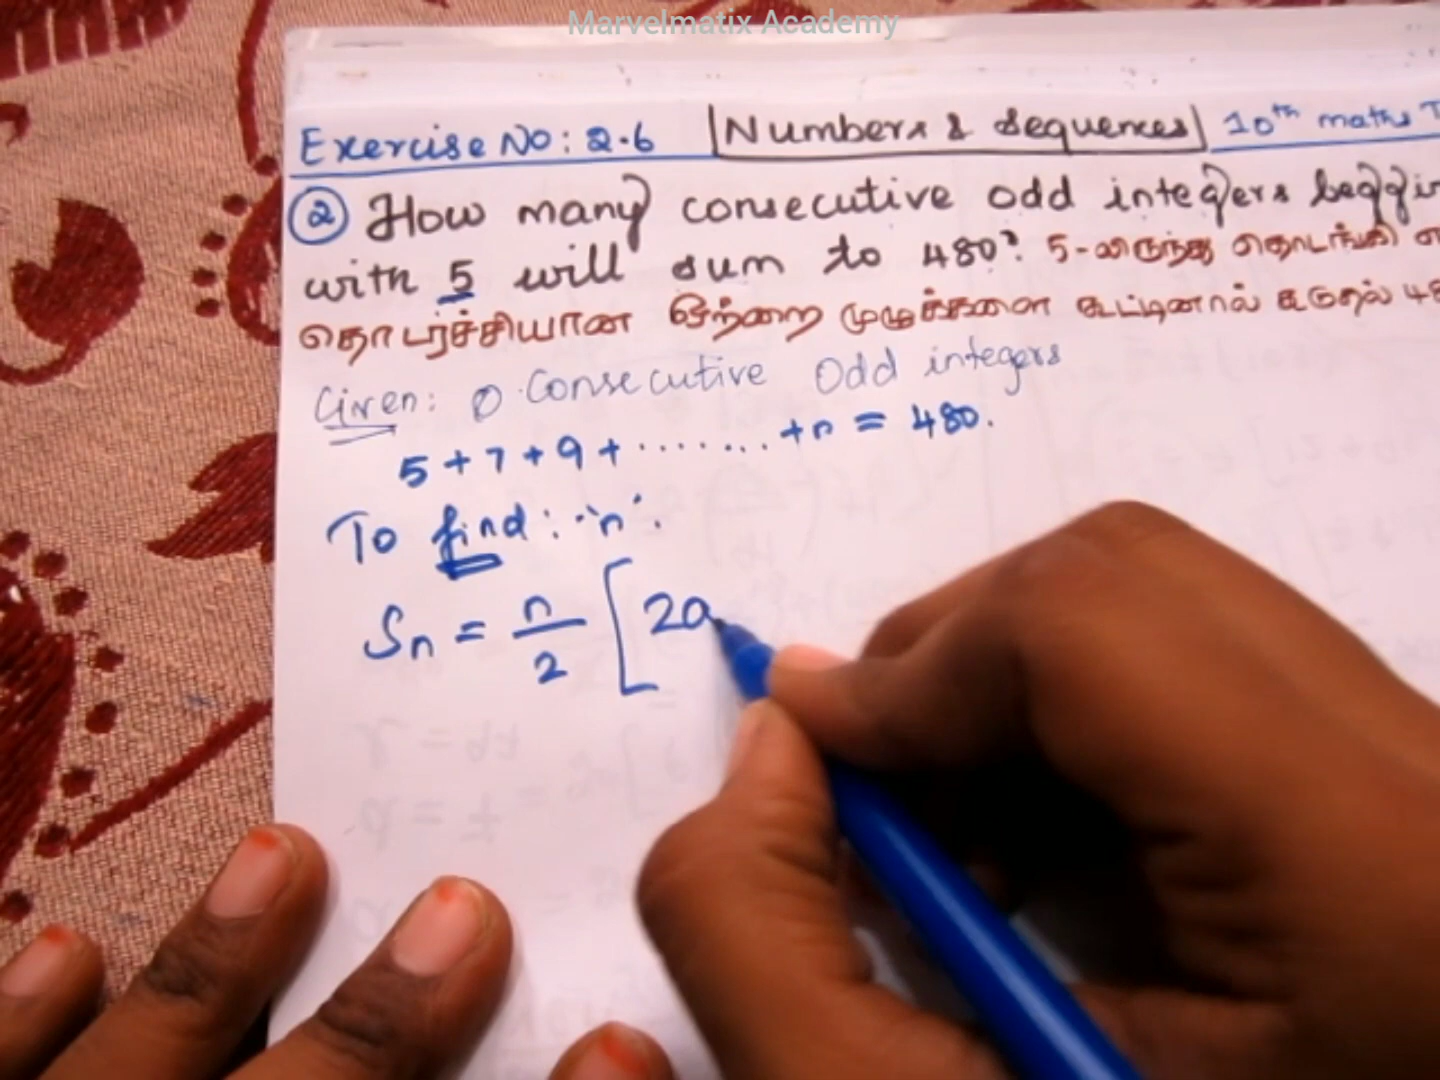 Marvelmatix Academy
Exercise NO: 2.6 Numbers & Sequences 10th maths
② How many consecutive odd integers
with 5 will sum to 480? 5-லிருந்து தொடங்கி
தொடர்ச்சியான ஒற்றை முழுக்களை கூட்டினால் கூடுதல்
Given: Consecutive Odd integers
5+7+9+........+n = 480.
To find: 'n'.
Sn = n/2 [2a